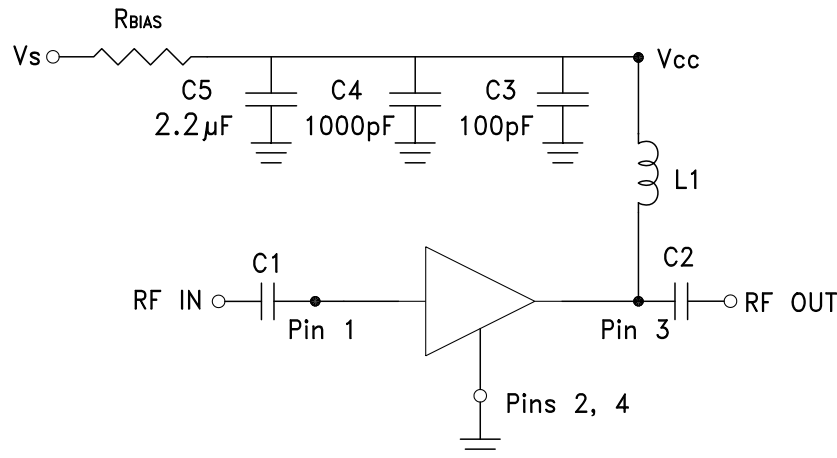 RBIAS
Vs
Vcc
C5
C4
C3
2.2µF
1000pF
100pF
L1
C1
C2
RF IN
RF OUT
Pin 1
Pin 3
Pins 2, 4